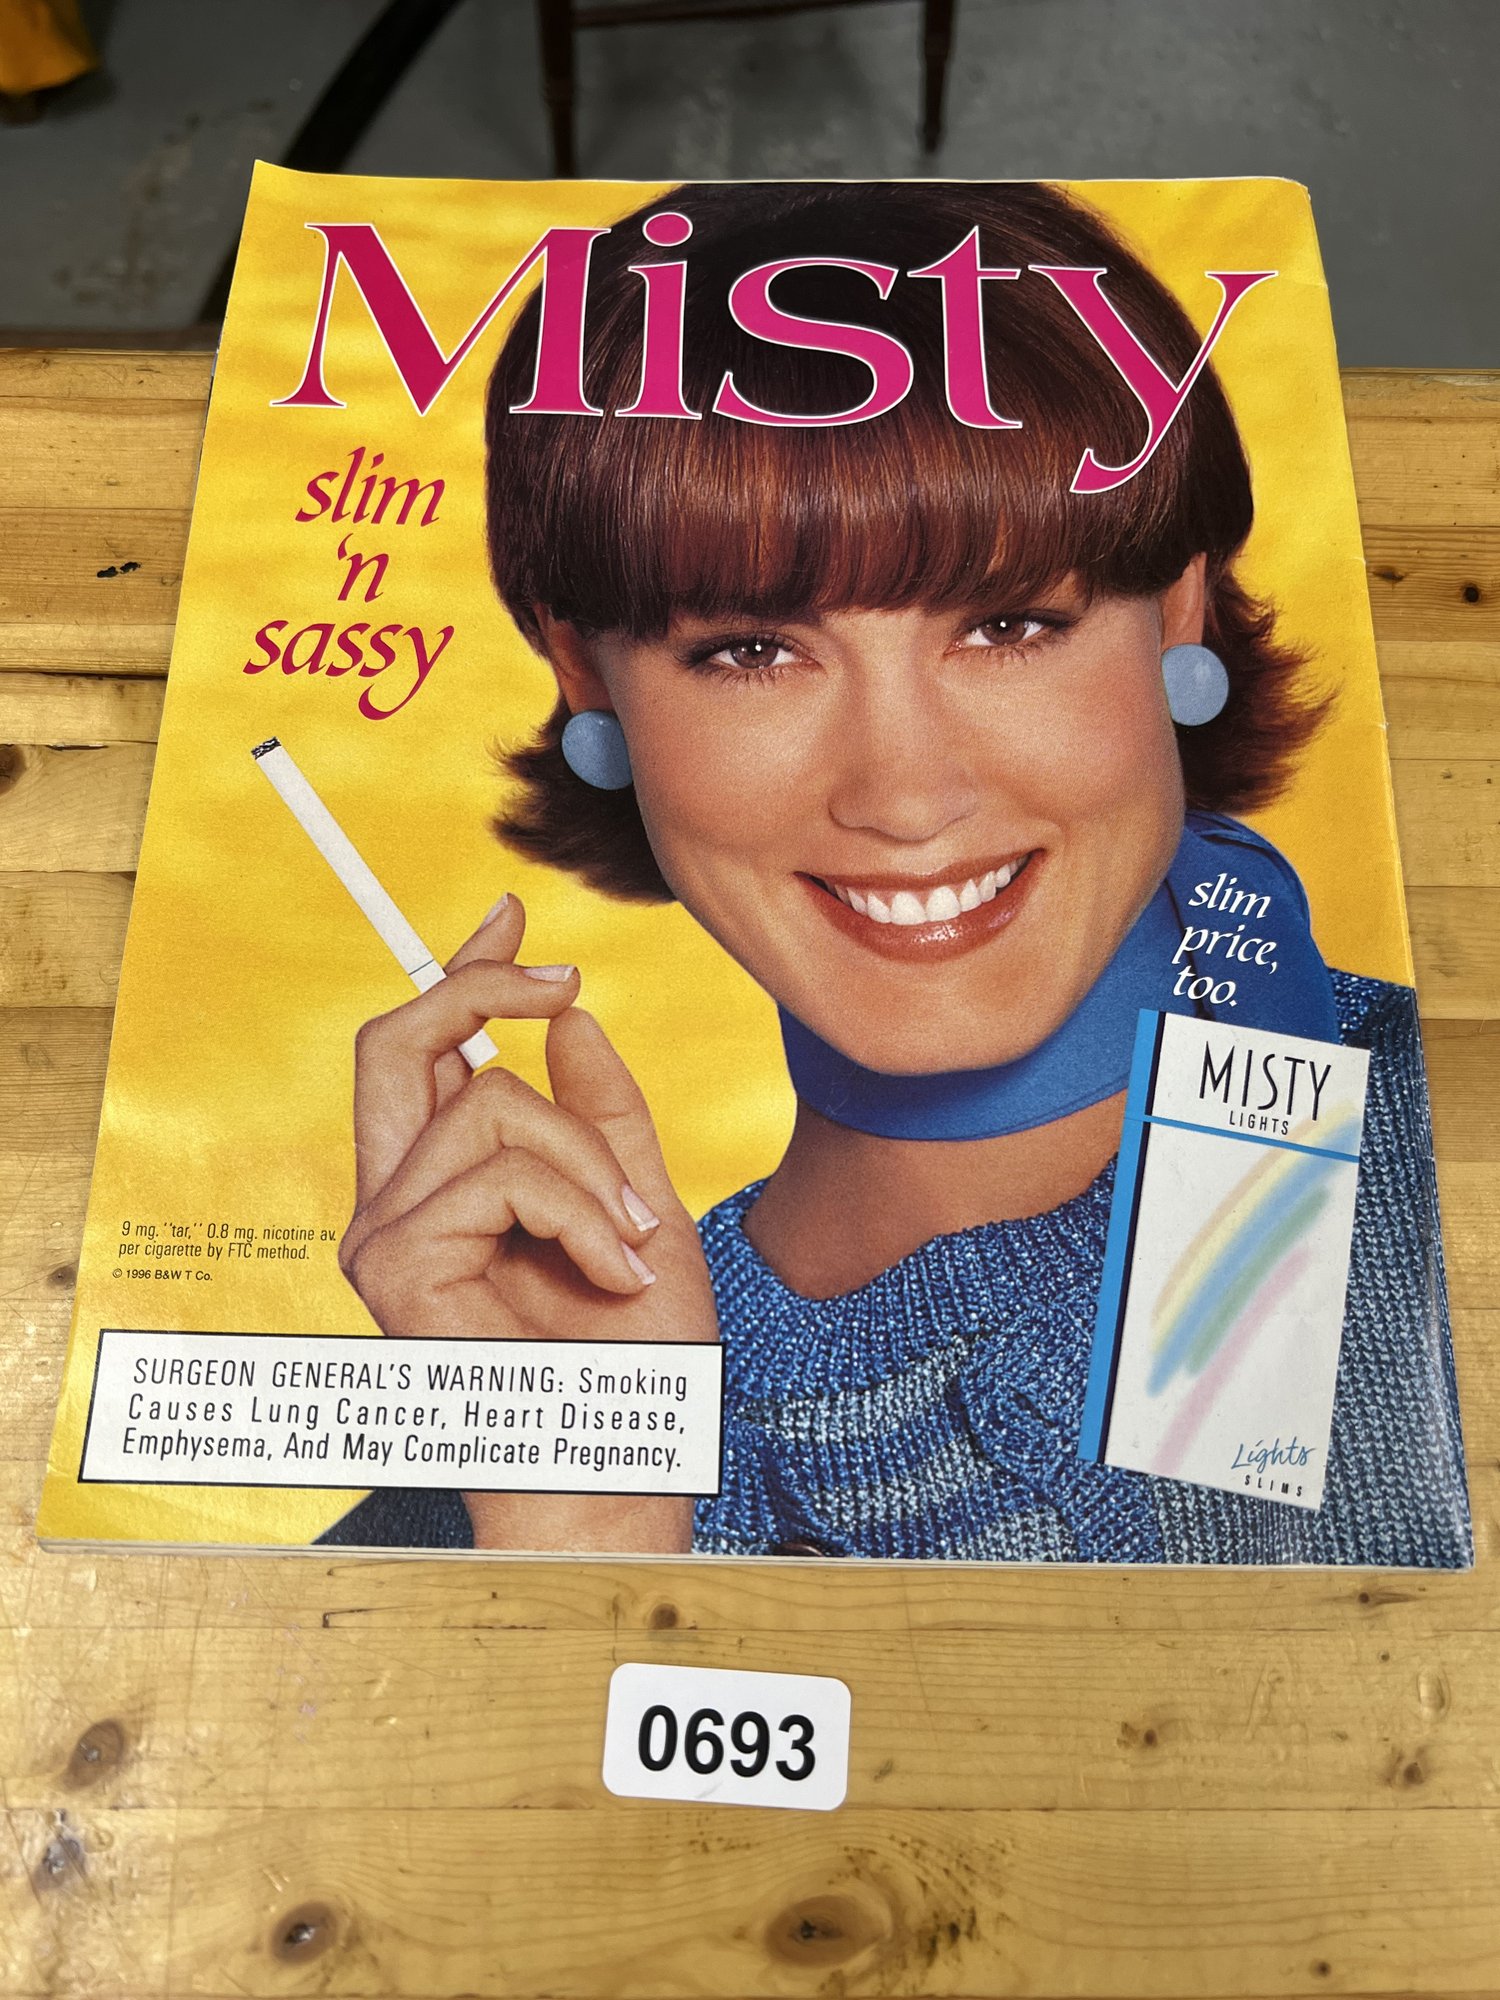 Misty
slim
'n
sassy
slim
price,
too.
MISTY
LIGHTS
Lights
SLIMS
9 mg. "tar," 0.8 mg. nicotine av.
per cigarette by FTC method.
© 1996 B&W T Co.
SURGEON GENERAL'S WARNING: Smoking
Causes Lung Cancer, Heart Disease,
Emphysema, And May Complicate Pregnancy.
0693